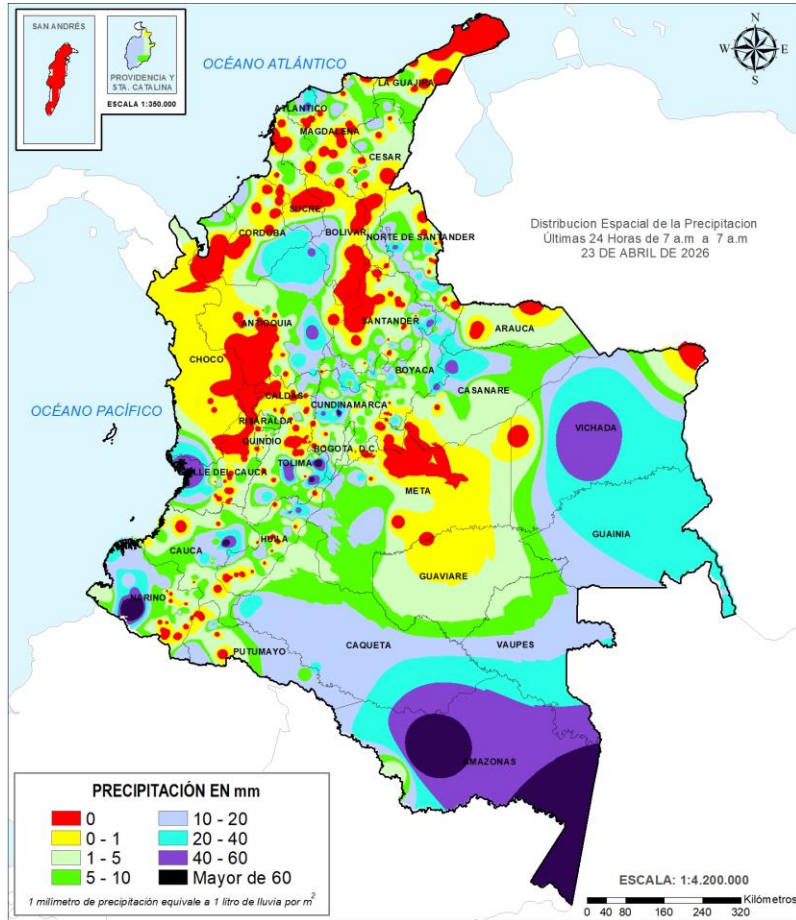 SAN ANDRÉS
PROVIDENCIA Y
STA. CATALINA
ESCALA 1:350.000
OCÉANO ATLÁNTICO
N
W
E
S
LA GUAJIRA
ATLANTICO
MAGDALENA
CESAR
SUCRE
CORDOBA
BOLIVAR
NORTE DE SANTANDER
Distribucion Espacial de la Precipitacion
Últimas 24 Horas de 7 a.m a 7 a.m
23 DE ABRIL DE 2026
ANTIOQUIA
SANTANDER
ARAUCA
CHOCO
BOYACA
CASANARE
CALDAS
CUNDINAMARCA
OCÉANO PACÍFICO
RISARALDA
VICHADA
QUINDIO
BOGOTA, D.C.
TOLIMA
VALLE DEL CAUCA
META
GUAINIA
HUILA
CAUCA
GUAVIARE
NARIÑO
PUTUMAYO
CAQUETA
VAUPES
AMAZONAS
PRECIPITACIÓN EN mm
0
10 - 20
0 - 1
20 - 40
1 - 5
40 - 60
5 - 10
Mayor de 60
1 milímetro de precipitación equivale a 1 litro de lluvia por m²
ESCALA: 1:4.200.000
Kilómetros
0 40 80 160 240 320